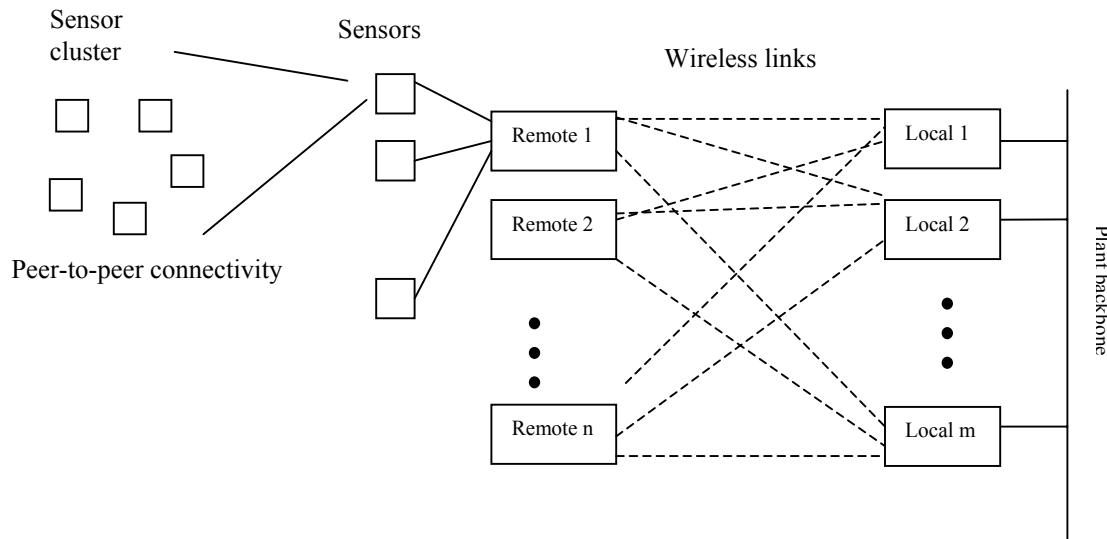 Sensor
cluster
Sensors
Wireless links
Remote 1
Local 1
Remote 2
Local 2
Peer-to-peer connectivity
Plant backbone
Remote n
Local m